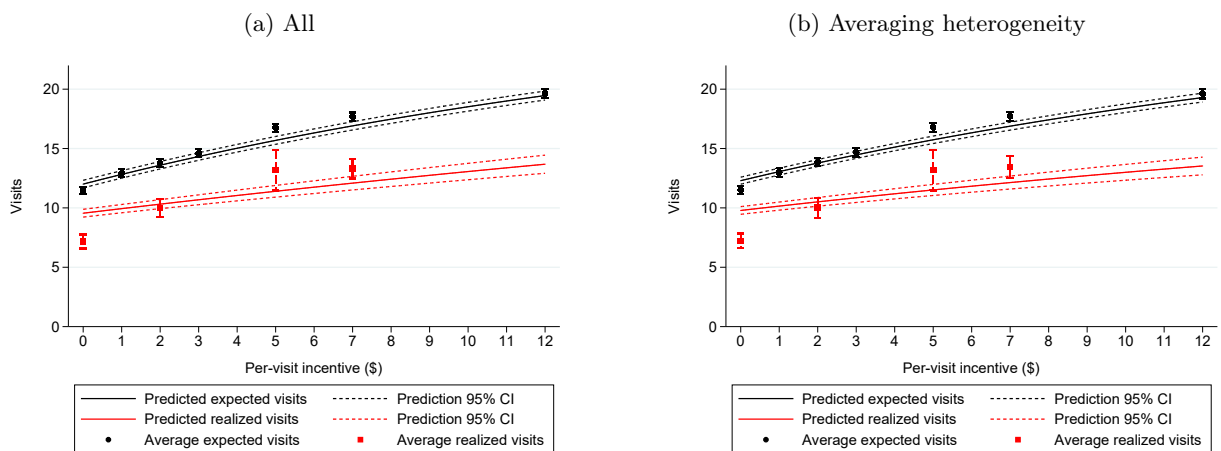 (a) All
20
15
10
5
0
Visits
0 1 2 3 4 5 6 7 8 9 10 11 12
Per-visit incentive ($)
Predicted expected visits Prediction 95% CI
Predicted realized visits Prediction 95% CI
Average expected visits Average realized visits
(b) Averaging heterogeneity
20
15
10
5
0
Visits
0 1 2 3 4 5 6 7 8 9 10 11 12
Per-visit incentive ($)
Predicted expected visits Prediction 95% CI
Predicted realized visits Prediction 95% CI
Average expected visits Average realized visits